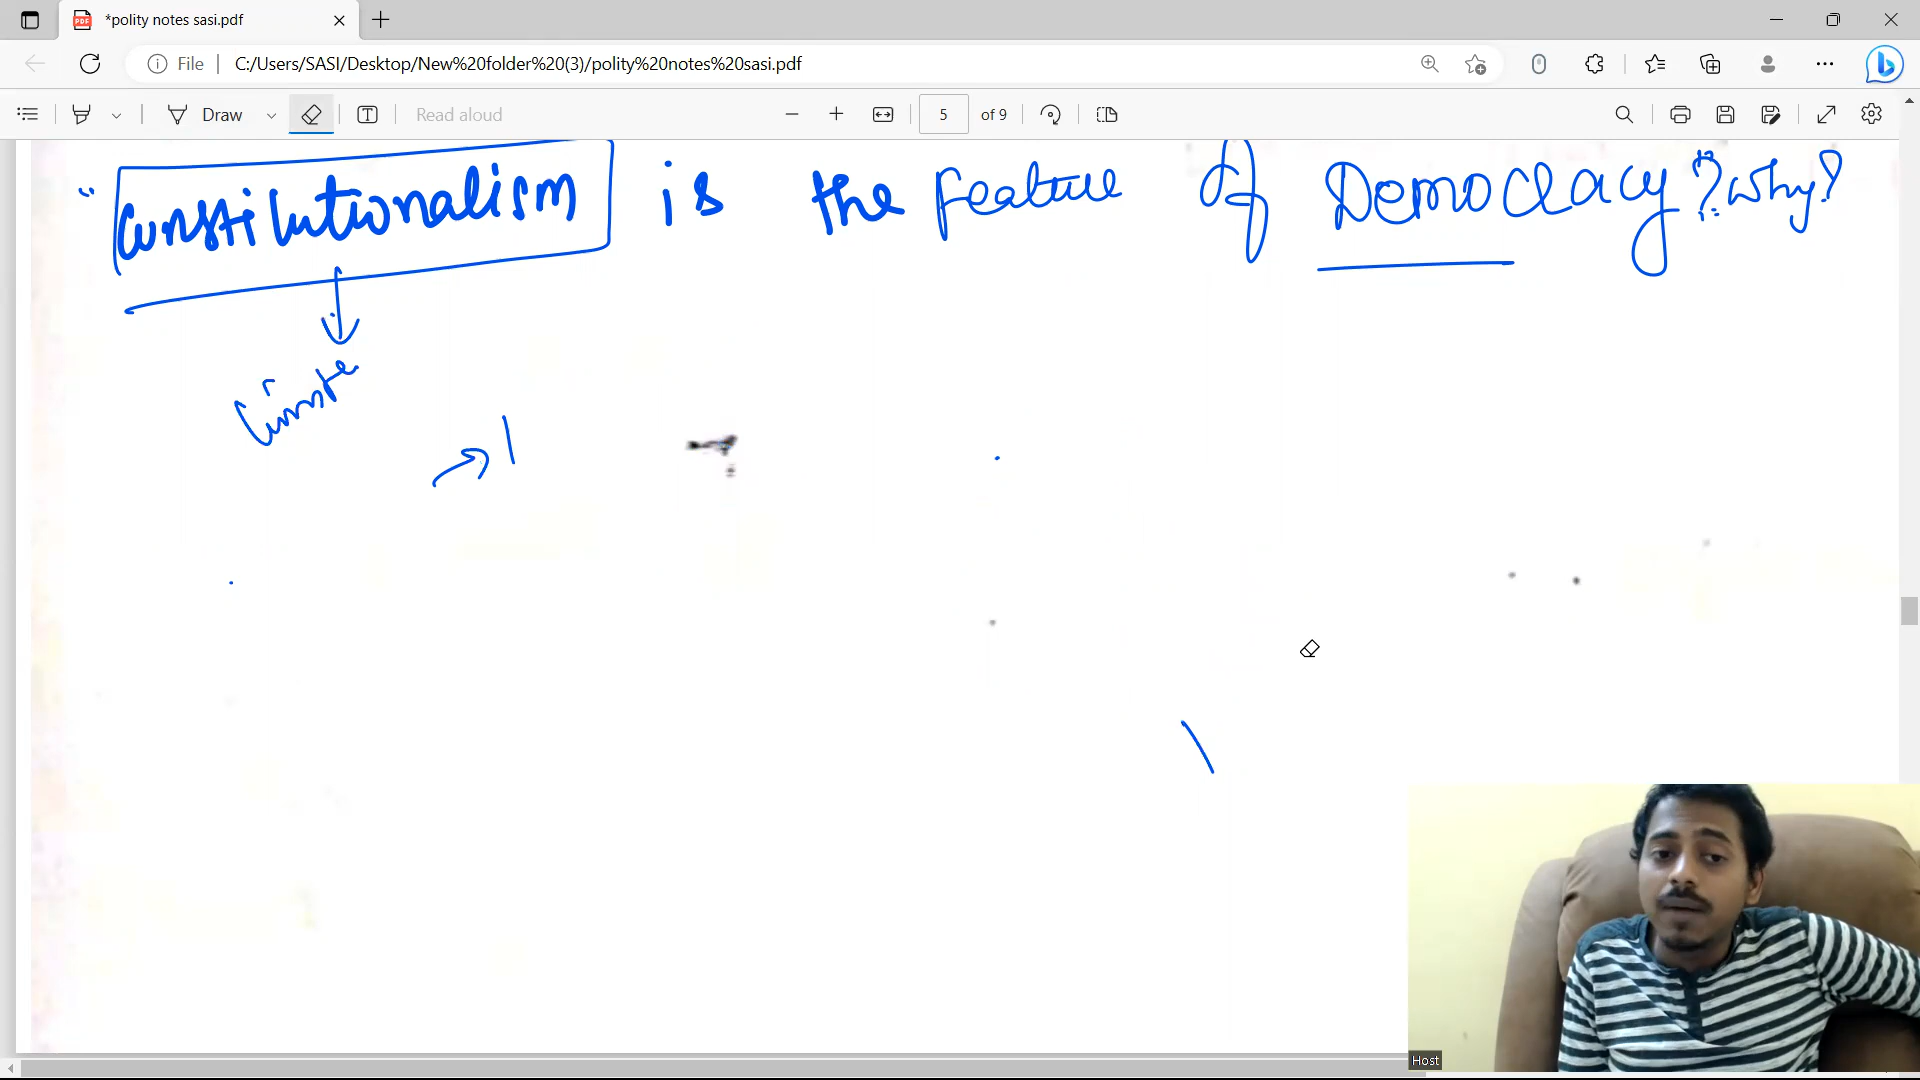 *polity notes sasi.pdf
File C:/Users/SASI/Desktop/New%20folder%20(3)/polity%20notes%20sasi.pdf
Draw Read aloud 5 of 9
"Constitutionalism is the feature of Democracy"? why?
Limite
Host